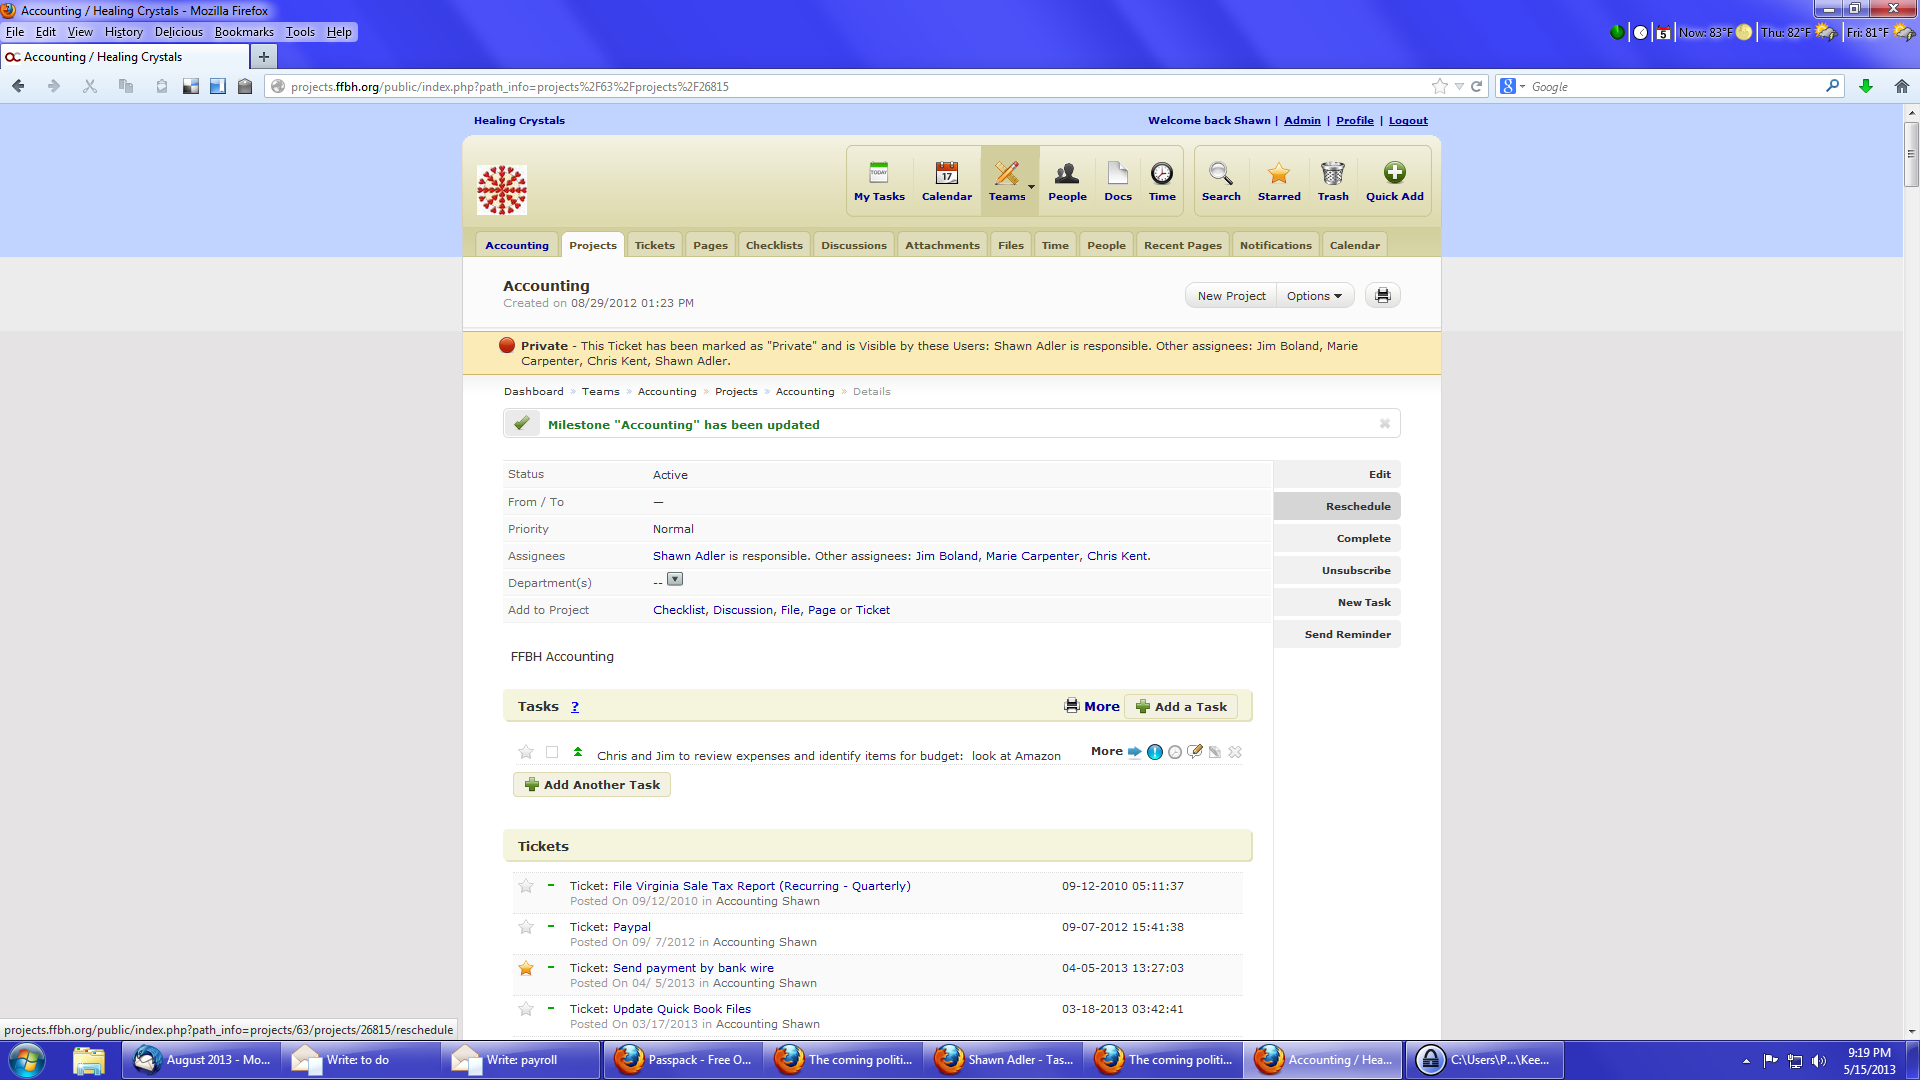 Accounting / Healing Crystals - Mozilla Firefox
File Edit View History Delicious Bookmarks Tools Help
5 Now: 83°F Thu: 82°F Fri: 81°F
Accounting / Healing Crystals
projects.ffbh.org/public/index.php?path_info=projects%2F63%2Fprojects%2F26815
Google
Healing Crystals
Welcome back Shawn | Admin | Profile | Logout
TODAY 17
My Tasks Calendar Teams People Docs Time Search Starred Trash Quick Add
Accounting Projects Tickets Pages Checklists Discussions Attachments Files Time People Recent Pages Notifications Calendar
Accounting
Created on 08/29/2012 01:23 PM
New Project Options
Private - This Ticket has been marked as "Private" and is Visible by these Users: Shawn Adler is responsible. Other assignees: Jim Boland, Marie
Carpenter, Chris Kent, Shawn Adler.
Dashboard » Teams » Accounting » Projects » Accounting » Details
Milestone "Accounting" has been updated
Status Active
From / To —
Priority Normal
Assignees Shawn Adler is responsible. Other assignees: Jim Boland, Marie Carpenter, Chris Kent.
Department(s) --
Add to Project Checklist, Discussion, File, Page or Ticket
Edit
Reschedule
Complete
Unsubscribe
New Task
Send Reminder
FFBH Accounting
Tasks ? More Add a Task
Chris and Jim to review expenses and identify items for budget: look at Amazon More
Add Another Task
Tickets
Ticket: File Virginia Sale Tax Report (Recurring - Quarterly) 09-12-2010 05:11:37
Posted On 09/12/2010 in Accounting Shawn
Ticket: Paypal 09-07-2012 15:41:38
Posted On 09/ 7/2012 in Accounting Shawn
Ticket: Send payment by bank wire 04-05-2013 13:27:03
Posted On 04/ 5/2013 in Accounting Shawn
Ticket: Update Quick Book Files 03-18-2013 03:42:41
Posted On 03/17/2013 in Accounting Shawn
projects.ffbh.org/public/index.php?path_info=projects/63/projects/26815/reschedule
August 2013 - Mo... Write: to do Write: payroll Passpack - Free O... The coming politi... Shawn Adler - Tas... The coming politi... Accounting / Hea... C:\Users\P...\Kee...
9:19 PM
5/15/2013